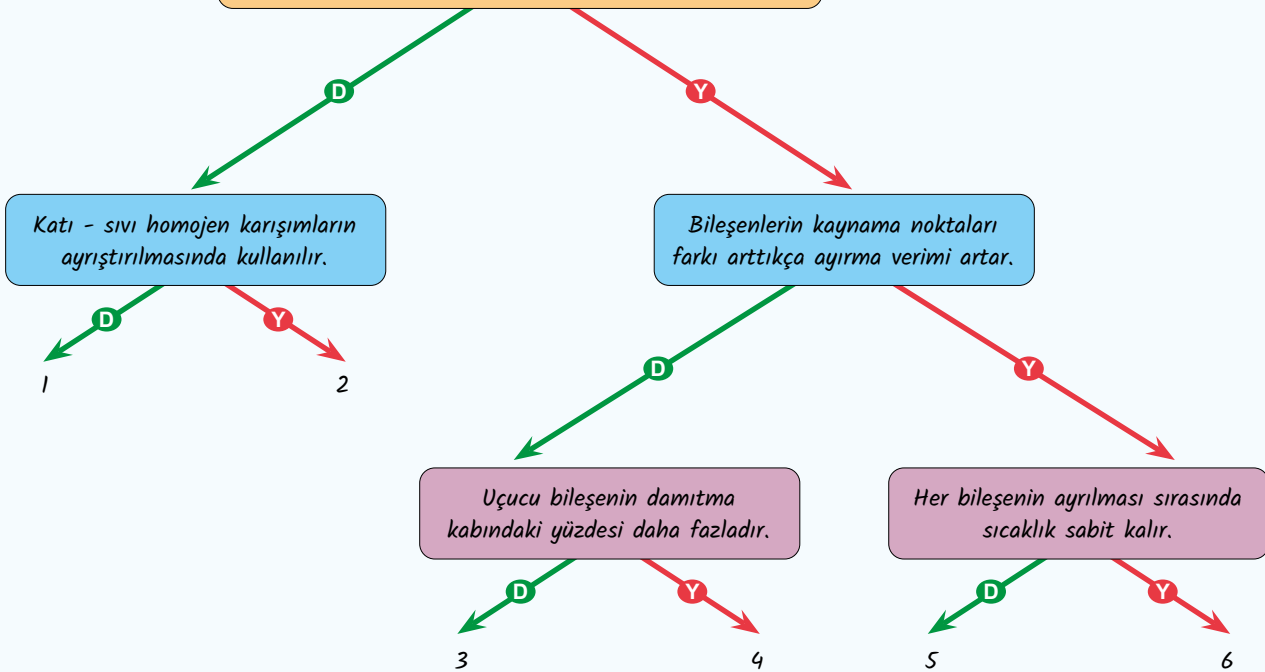 D
Y
Katı - sıvı homojen karışımların
ayrıştırılmasında kullanılır.
Bileşenlerin kaynama noktaları
farkı arttıkça ayırma verimi artar.
D
Y
1
2
D
Y
Uçucu bileşenin damıtma
kabındaki yüzdesi daha fazladır.
Her bileşenin ayrılması sırasında
sıcaklık sabit kalır.
D
Y
D
Y
3
4
5
6